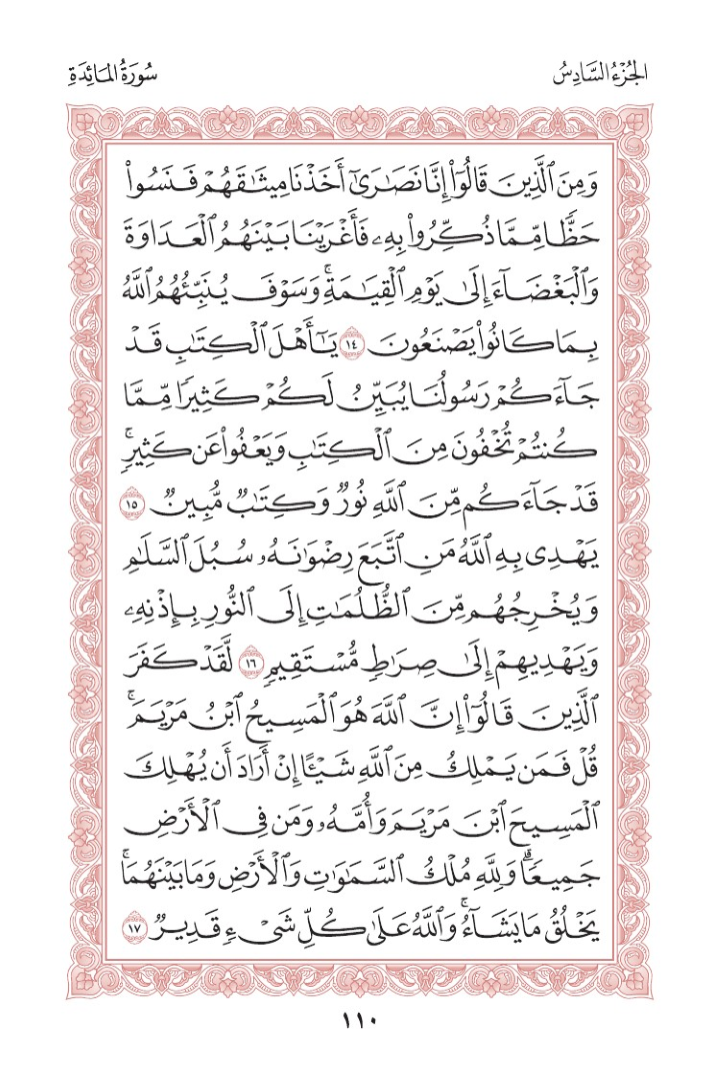 الجُزْءُ السَّادِسُ
سُورَةُ المَائِدَةِ
وَمِنَ ٱلَّذِينَ قَالُوٓاْ إِنَّا نَصَٰرَىٰٓ أَخَذْنَا مِيثَٰقَهُمْ فَنَسُواْ
حَظًّا مِّمَّا ذُكِّرُواْ بِهِۦ فَأَغْرَيْنَا بَيْنَهُمُ ٱلْعَدَاوَةَ
وَٱلْبَغْضَآءَ إِلَىٰ يَوْمِ ٱلْقِيَٰمَةِۚ وَسَوْفَ يُنَبِّئُهُمُ ٱللَّهُ
بِمَا كَانُواْ يَصْنَعُونَ ١٤ يَٰٓأَهْلَ ٱلْكِتَٰبِ قَدْ
جَآءَكُمْ رَسُولُنَا يُبَيِّنُ لَكُمْ كَثِيرًا مِّمَّا
كُنتُمْ تُخْفُونَ مِنَ ٱلْكِتَٰبِ وَيَعْفُواْ عَن كَثِيرٍۚ
قَدْ جَآءَكُم مِّنَ ٱللَّهِ نُورٌ وَكِتَٰبٌ مُّبِينٌ ١٥
يَهْدِى بِهِ ٱللَّهُ مَنِ ٱتَّبَعَ رِضْوَٰنَهُۥ سُبُلَ ٱلسَّلَٰمِ
وَيُخْرِجُهُم مِّنَ ٱلظُّلُمَٰتِ إِلَى ٱلنُّورِ بِإِذْنِهِۦ
وَيَهْدِيهِمْ إِلَىٰ صِرَٰطٍ مُّسْتَقِيمٍ ١٦ لَّقَدْ كَفَرَ
ٱلَّذِينَ قَالُوٓاْ إِنَّ ٱللَّهَ هُوَ ٱلْمَسِيحُ ٱبْنُ مَرْيَمَۚ
قُلْ فَمَن يَمْلِكُ مِنَ ٱللَّهِ شَيْـًٔا إِنْ أَرَادَ أَن يُهْلِكَ
ٱلْمَسِيحَ ٱبْنَ مَرْيَمَ وَأُمَّهُۥ وَمَن فِى ٱلْأَرْضِ
جَمِيعًاۗ وَلِلَّهِ مُلْكُ ٱلسَّمَٰوَٰتِ وَٱلْأَرْضِ وَمَا بَيْنَهُمَاۚ
يَخْلُقُ مَا يَشَآءُۚ وَٱللَّهُ عَلَىٰ كُلِّ شَىْءٍ قَدِيرٌ ١٧
١١٠